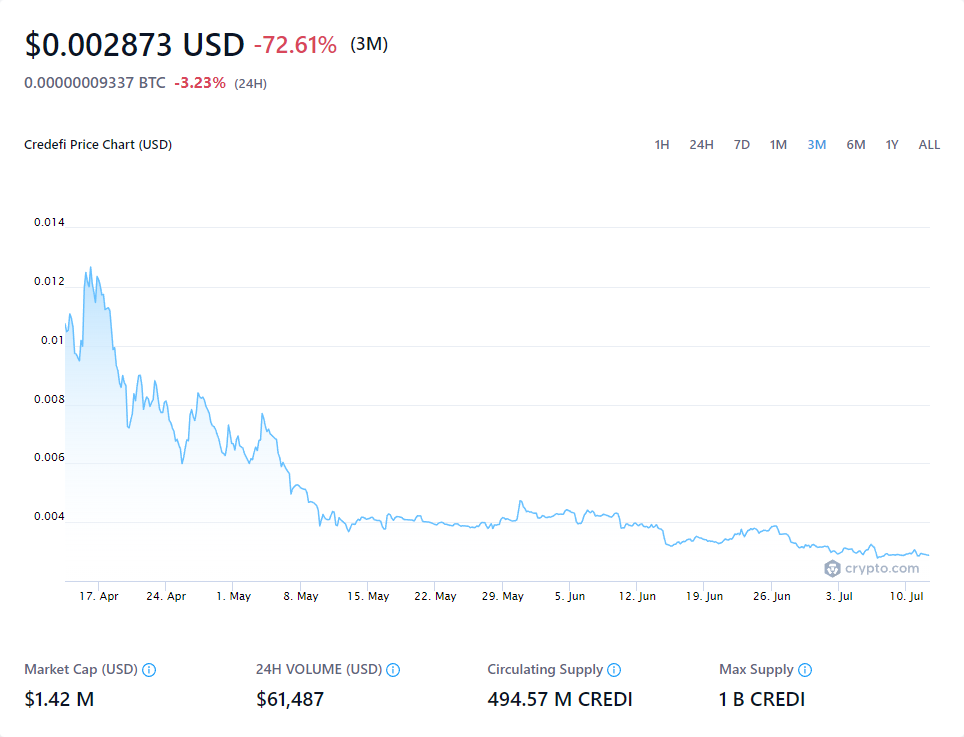 $0.002873 USD -72.61% (3M)
0.00000009337 BTC -3.23% (24H)
Credefi Price Chart (USD)
1H 24H 7D 1M 3M 6M 1Y ALL
0.014
0.012
0.01
0.008
0.006
0.004
crypto.com
17. Apr 24. Apr 1. May 8. May 15. May 22. May 29. May 5. Jun 12. Jun 19. Jun 26. Jun 3. Jul 10. Jul
Market Cap (USD) 24H VOLUME (USD) Circulating Supply Max Supply
$1.42 M $61,487 494.57 M CREDI 1 B CREDI